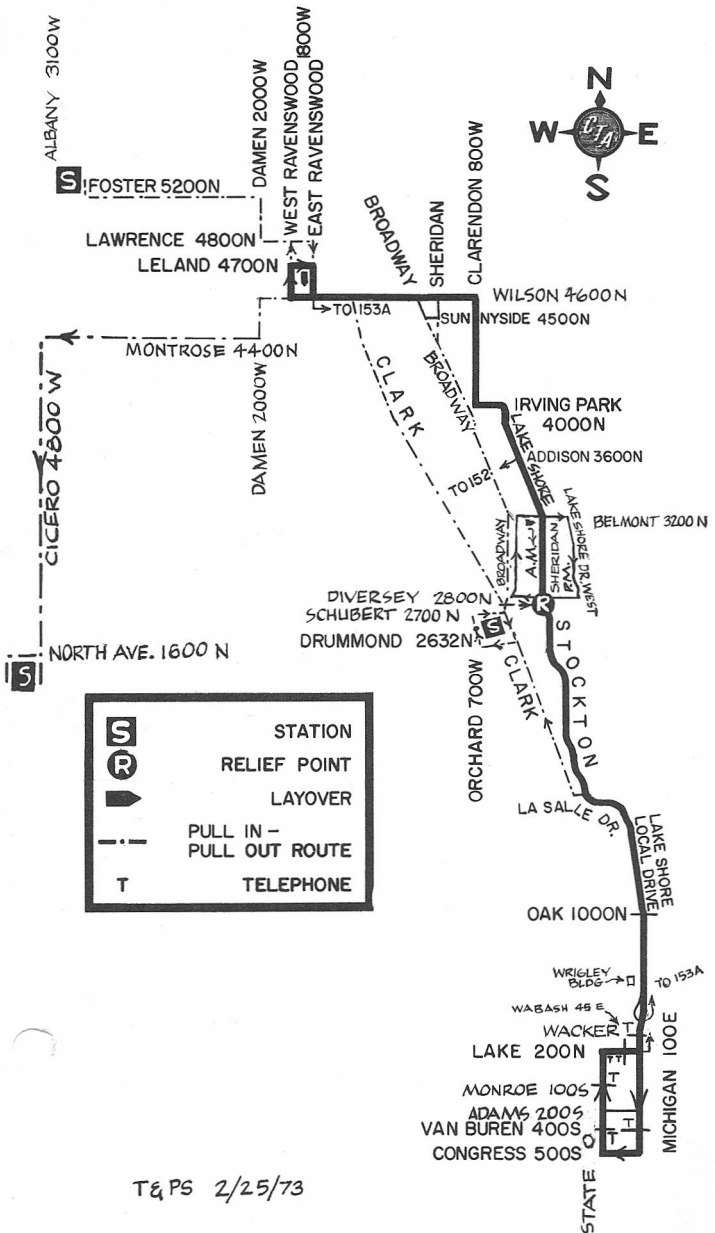 ALBANY 3100W
DAMEN 2000W
WEST RAVENSWOOD
1800W
EAST RAVENSWOOD
N
W CTA E
S
S FOSTER 5200N
LAWRENCE 4800N
LELAND 4700N
BROADWAY
SHERIDAN
CLARENDON 800W
WILSON 4600N
TO 153A
SUNNYSIDE 4500N
MONTROSE 4400N
CICERO 4800 W
DAMEN 2000W
CLARK
BROADWAY
IRVING PARK
4000N
LAKE SHORE
ADDISON 3600N
TO 152
BELMONT 3200 N
BROADWAY
A.M.
SHERIDAN
P.M.
LAKE SHORE DR. WEST
DIVERSEY 2800N
R
SCHUBERT 2700 N
S
DRUMMOND 2632N
CLARK
STOCKTON
ORCHARD 700W
NORTH AVE. 1600 N
S
S STATION
R RELIEF POINT
LAYOVER
PULL IN -
PULL OUT ROUTE
T TELEPHONE
LA SALLE DR.
LAKE SHORE
LOCAL DRIVE
OAK 1000N
WRIGLEY
BLDG
TO 153A
WABASH 45 E
T
WACKER
LAKE 200N
TT
MICHIGAN 100E
T
MONROE 100S
ADAMS 200S
T
VAN BUREN 400S
T
CONGRESS 500S
STATE
T&PS 2/25/73